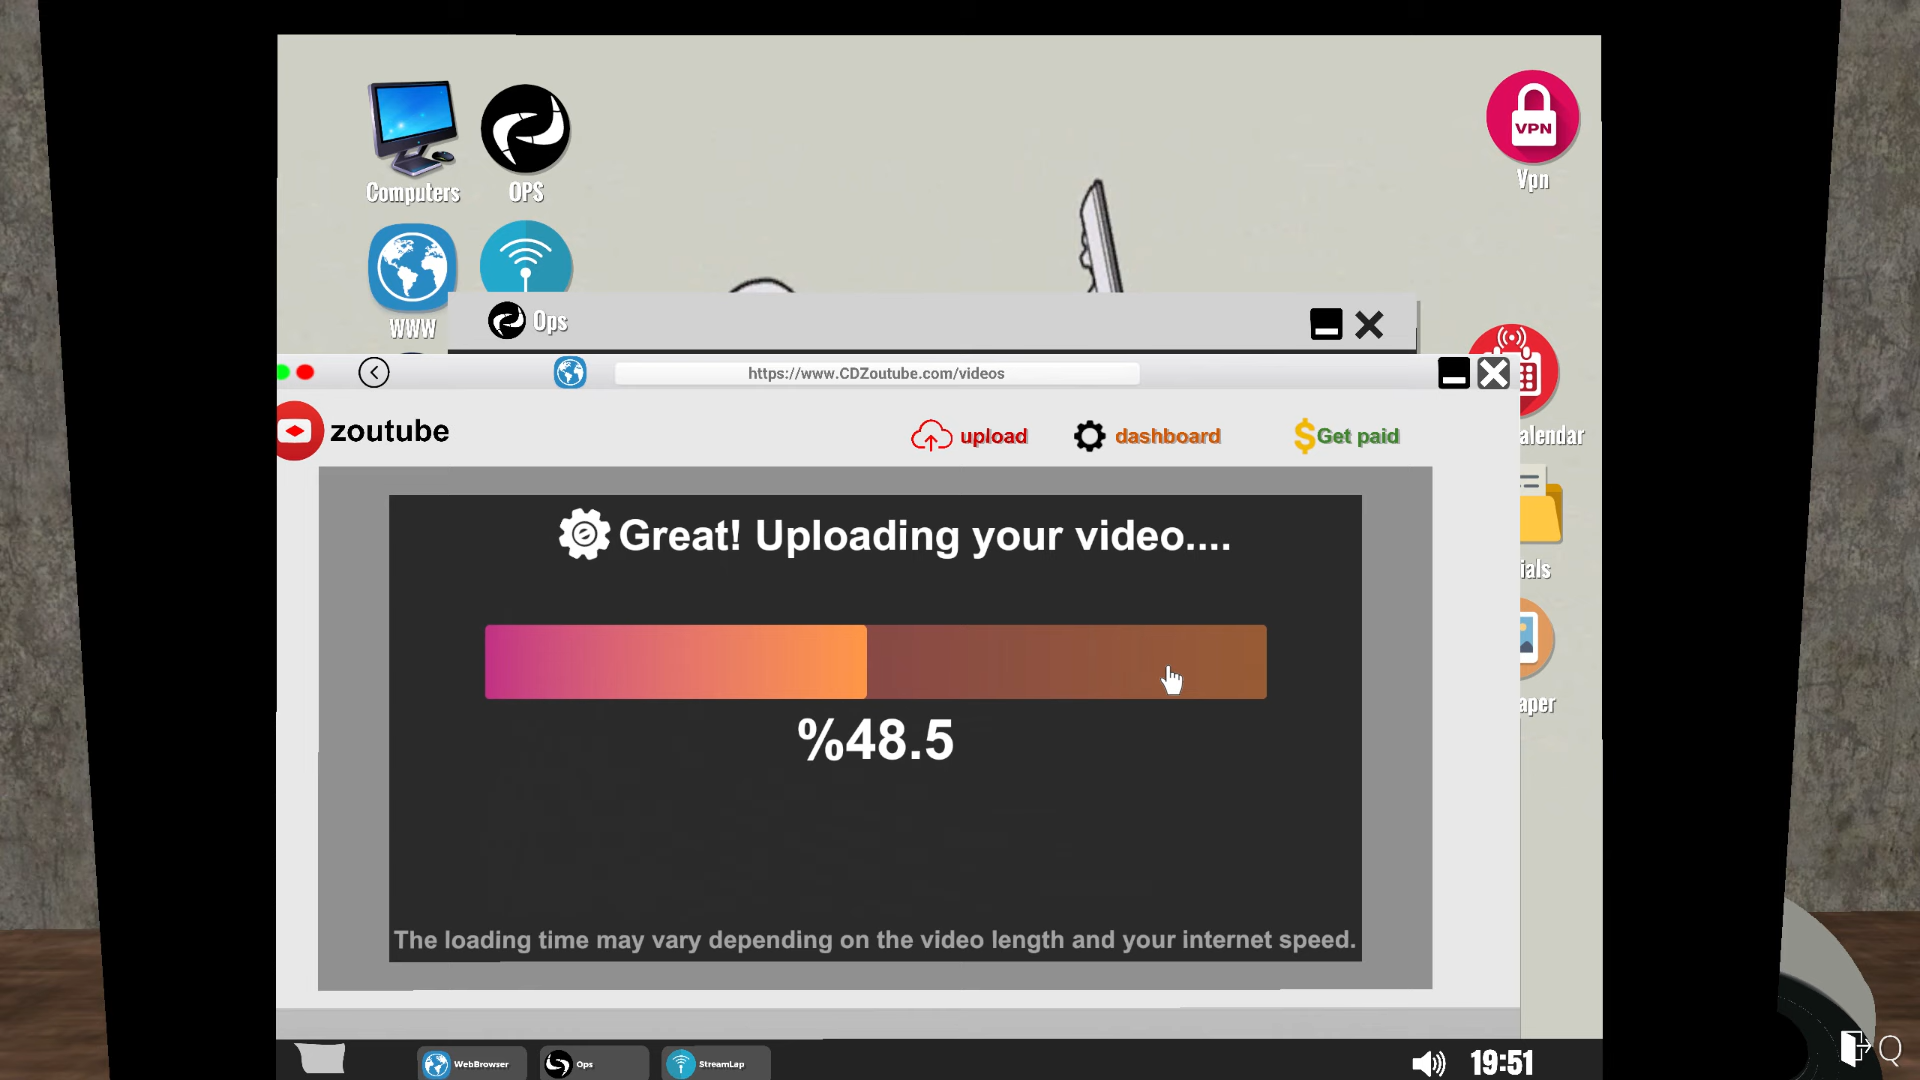 Computers
OPS
VPN
Vpn
WWW
Ops
https://www.CDZoutube.com/videos
zoutube
upload
dashboard
$Get paid
alendar
Great! Uploading your video....
ials
%48.5
aper
The loading time may vary depending on the video length and your internet speed.
WebBrowser
Ops
StreamLap
19:51
Q